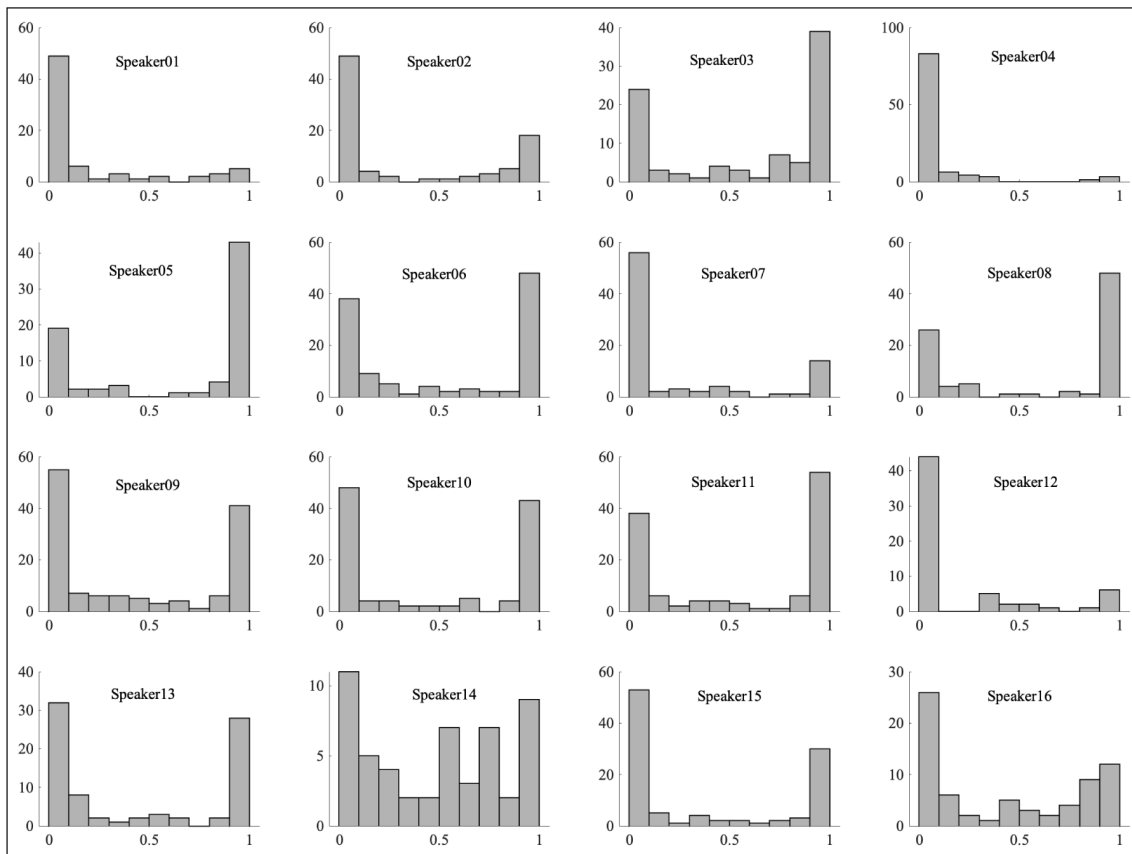 60 60 40 100
Speaker01 Speaker02 Speaker03 Speaker04
40 40 30
20 20 20 50
10
0 0 0 0
0 0.5 1 0 0.5 1 0 0.5 1 0 0.5 1
60 60 60
40 Speaker05 Speaker06 Speaker07 Speaker08
30 40 40 40
20 20 20 20
10
0 0 0 0
0 0.5 1 0 0.5 1 0 0.5 1 0 0.5 1
60 60 60
Speaker09 Speaker10 Speaker11 Speaker12
40 40 40 40
30
20 20 20 20
10
0 0 0 0
0 0.5 1 0 0.5 1 0 0.5 1 0 0.5 1
40 10 60 30
Speaker13 Speaker14 Speaker15 Speaker16
30 40 20
20 5 20 10
10
0 0 0 0
0 0.5 1 0 0.5 1 0 0.5 1 0 0.5 1